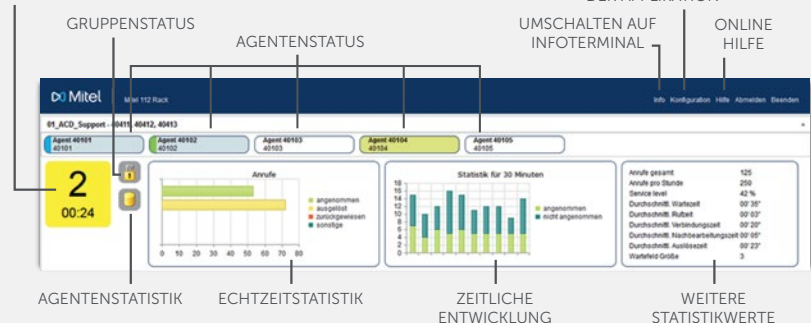 GRUPPENSTATUS
AGENTENSTATUS
UMSCHALTEN AUF
INFOTERMINAL
ONLINE
HILFE
Mitel
Mitel 112 Rack
Info Konfiguration Hilfe Abmelden Beenden
01_ACD_Support - 40411, 40412, 40413
Agent 40101
40101
Agent 40102
40102
Agent 40103
40103
Agent 40104
40104
Agent 40105
40105
2
00:24
Anrufe
angenommen
ausgelöst
zurückgewiesen
sonstige
0 10 20 30 40 50 60 70 80
Statistik für 30 Minuten
18
16
14
12
10
8
6
4
2
0
angenommen
nicht angenommen
Anrufe gesamt 125
Anrufe pro Stunde 250
Service level 42 %
Durchschnittl. Wartezeit 00' 35"
Durchschnittl. Rufzeit 00' 03"
Durchschnittl. Verbindungszeit 00' 20"
Durchschnittl. Nachbearbeitungszeit 00' 05"
Durchschnittl. Auslösezeit 00' 23"
Wartefeld Größe 3
AGENTENSTATISTIK
ECHTZEITSTATISTIK
ZEITLICHE
ENTWICKLUNG
WEITERE
STATISTIKWERTE